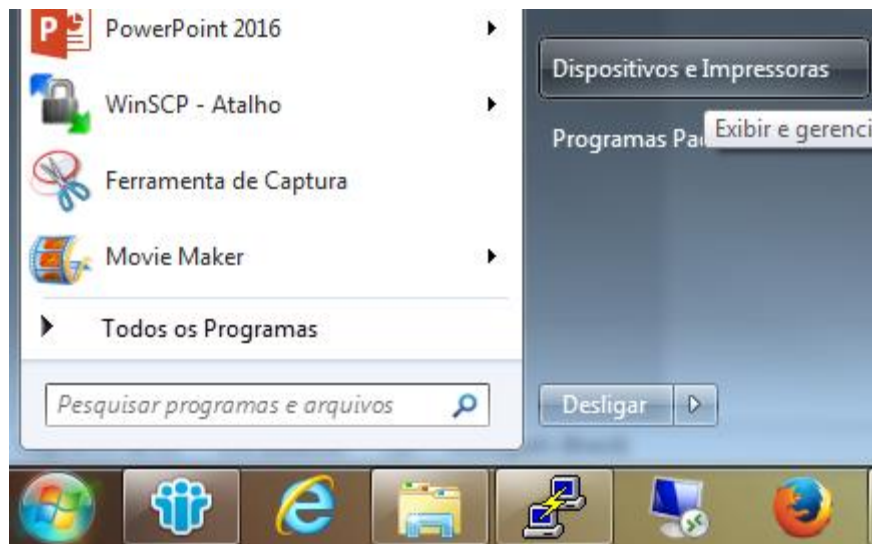 PowerPoint 2016
WinSCP - Atalho
Ferramenta de Captura
Movie Maker
Todos os Programas
Pesquisar programas e arquivos
Dispositivos e Impressoras
Programas Pa
Exibir e gerenci
Desligar